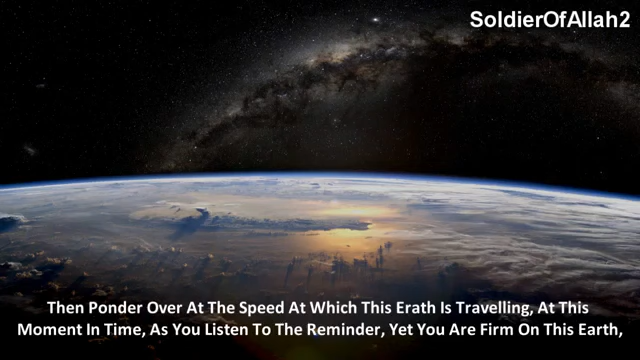 SoldierOfAllah2
Then Ponder Over At The Speed At Which This Erath Is Travelling, At This
Moment In Time, As You Listen To The Reminder, Yet You Are Firm On This Earth,